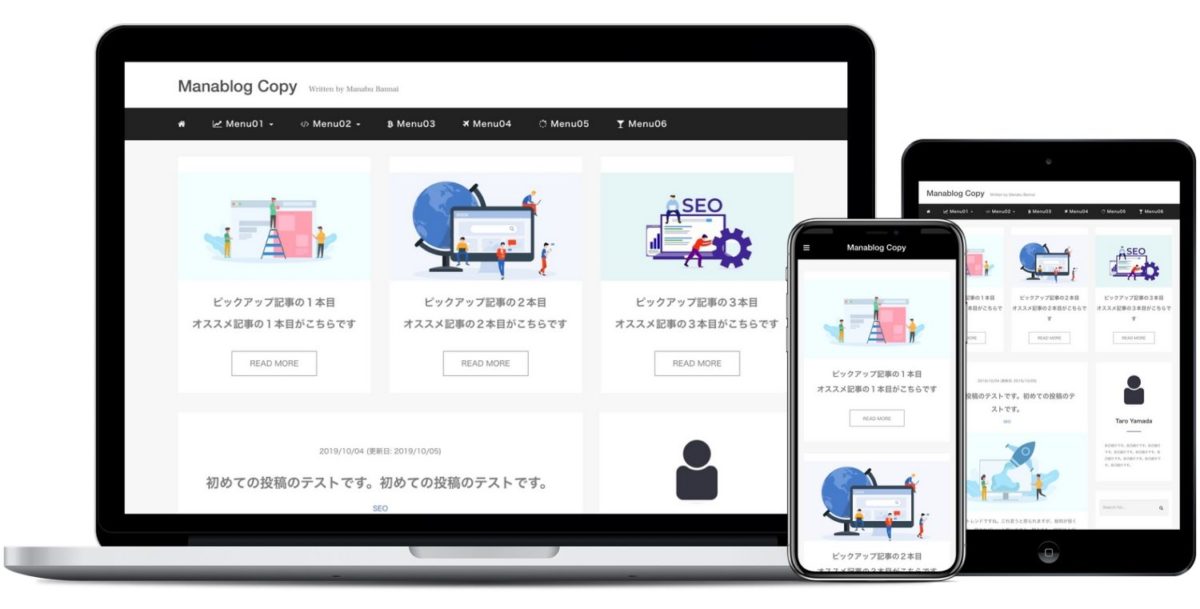 Manablog Copy Written by Manabu Bannai
Menu01 Menu02 Menu03 Menu04 Menu05 Menu06
SEO
ピックアップ記事の1本目
オススメ記事の1本目がこちらです
READ MORE
ピックアップ記事の2本目
オススメ記事の2本目がこちらです
READ MORE
ピックアップ記事の3本目
オススメ記事の3本目がこちらです
READ MORE
2019/10/04 (更新日: 2019/10/05)
初めての投稿のテストです。初めての投稿のテストです。
SEO
Manablog Copy
ピックアップ記事の1本目
オススメ記事の1本目がこちらです
READ MORE
ピックアップ記事の2本目
オススメ記事の2本目がこちらです
Manablog Copy Written by Manabu Bannai
Menu01 Menu02 Menu03 Menu04 Menu05 Menu06
SEO
記事の1本目
事の1本目がこちらで
ピックアップ記事の2本目
オススメ記事の2本目がこちらで
す
READ MORE
ピックアップ記事の3本目
オススメ記事の3本目がこちらで
す
READ MORE
2019/10/04 (更新日: 2019/10/05)
投稿のテストです。初めての投稿のテ
ストです。
SEO
Taro Yamada
Search for...